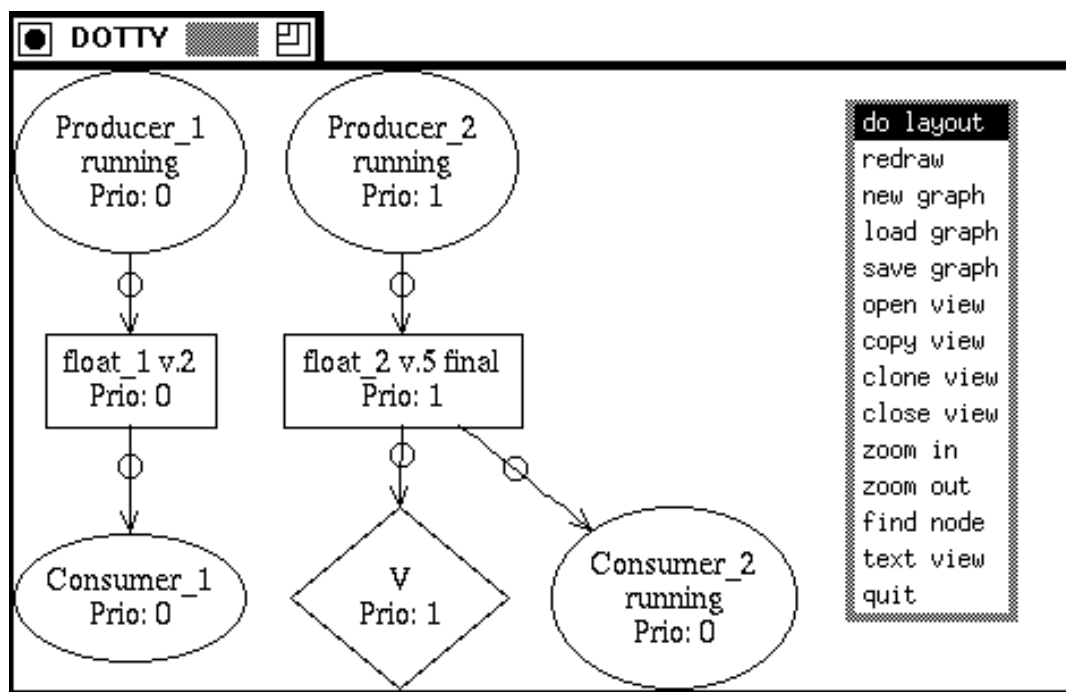 DOTTY
Producer_1
running
Prio: 0
Producer_2
running
Prio: 1
float_1 v.2
Prio: 0
float_2 v.5 final
Prio: 1
Consumer_1
Prio: 0
V
Prio: 1
Consumer_2
running
Prio: 0
do layout
redraw
new graph
load graph
save graph
open view
copy view
clone view
close view
zoom in
zoom out
find node
text view
quit